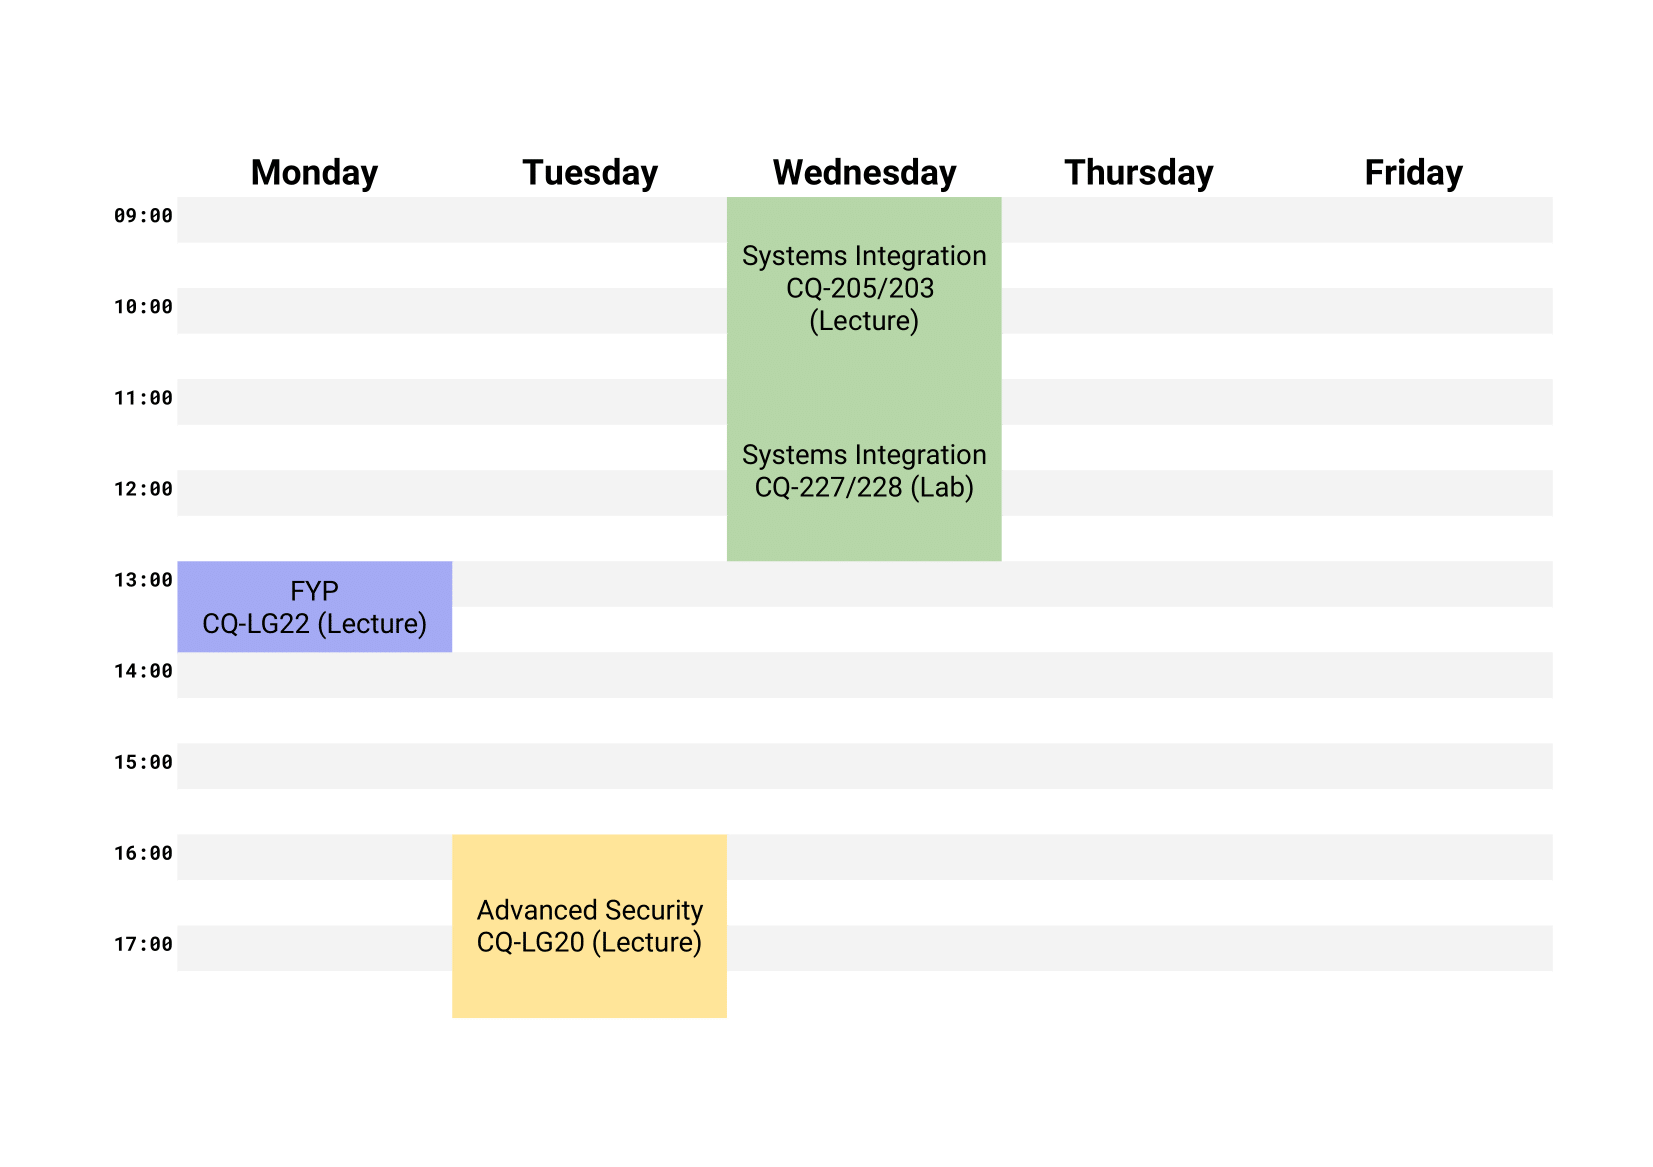 Monday Tuesday Wednesday Thursday Friday
09:00
Systems Integration
CQ-205/203
(Lecture)
10:00
11:00
Systems Integration
CQ-227/228 (Lab)
12:00
13:00
FYP
CQ-LG22 (Lecture)
14:00
15:00
16:00
Advanced Security
CQ-LG20 (Lecture)
17:00